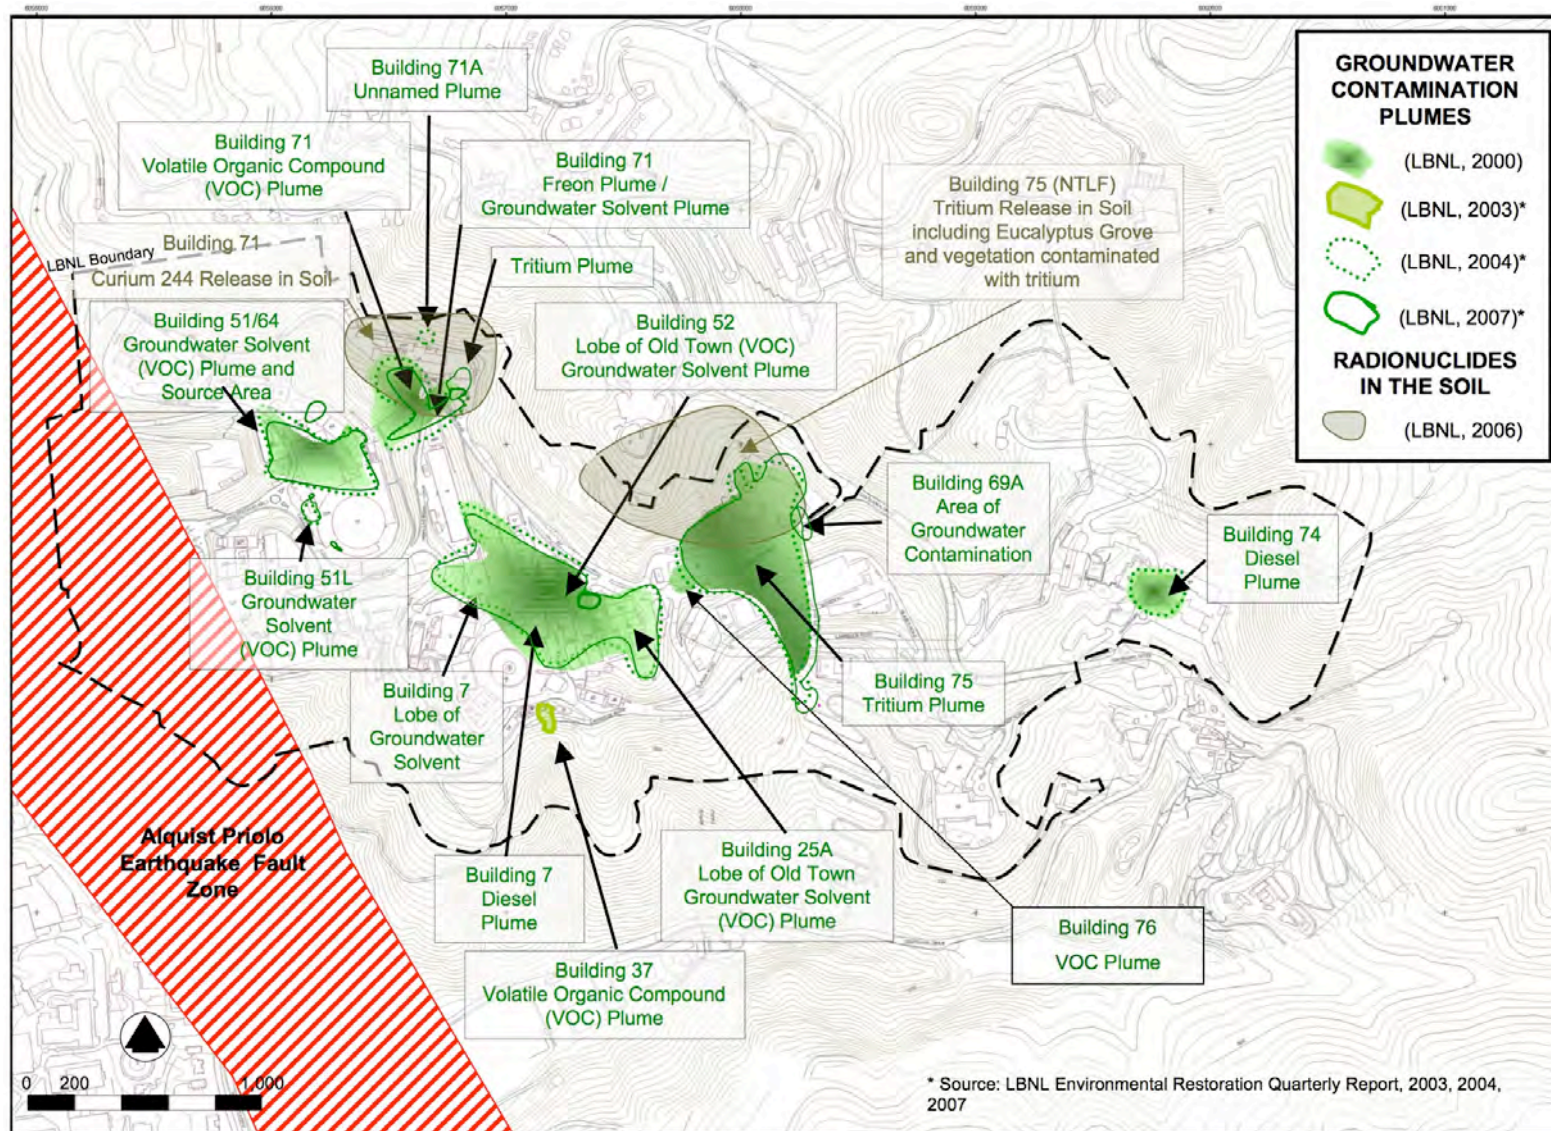 Building 71A
Unnamed Plume
Building 71
Volatile Organic Compound
(VOC) Plume
Building 71
Freon Plume /
Groundwater Solvent Plume
Tritium Plume
Building 75 (NTLF)
Tritium Release in Soil
including Eucalyptus Grove
and vegetation contaminated
with tritium
GROUNDWATER
CONTAMINATION
PLUMES
(LBNL, 2000)
(LBNL, 2003)*
(LBNL, 2004)*
(LBNL, 2007)*
RADIONUCLIDES
IN THE SOIL
(LBNL, 2006)
LBNL Boundary
Building 71
Curium 244 Release in Soil
Building 51/64
Groundwater Solvent
(VOC) Plume and
Source Area
Building 52
Lobe of Old Town (VOC)
Groundwater Solvent Plume
Building 69A
Area of
Groundwater
Contamination
Building 74
Diesel
Plume
Building 51L
Groundwater
Solvent
(VOC) Plume
Building 7
Lobe of
Groundwater
Solvent
Building 75
Tritium Plume
Alquist Priolo
Earthquake Fault
Zone
Building 7
Diesel
Plume
Building 25A
Lobe of Old Town
Groundwater Solvent
(VOC) Plume
Building 76
VOC Plume
Building 37
Volatile Organic Compound
(VOC) Plume
0 200 1,000
* Source: LBNL Environmental Restoration Quarterly Report, 2003, 2004,
2007